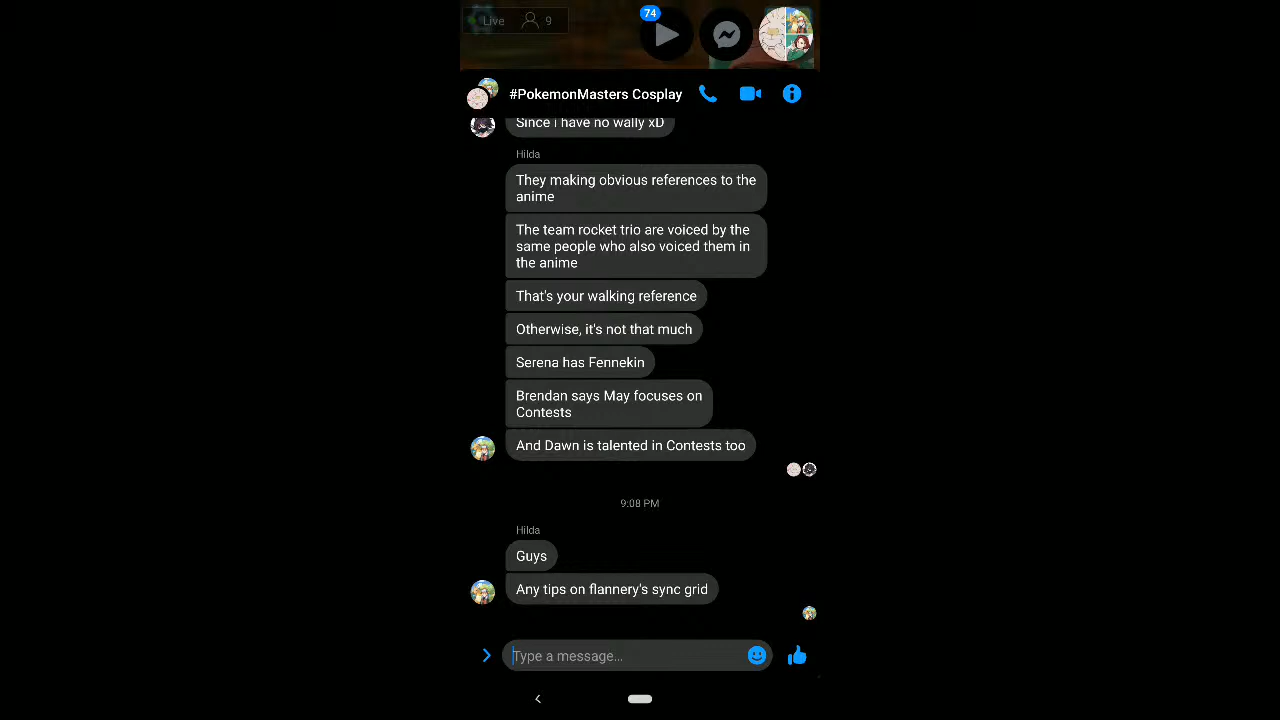 Live 9
74
#PokemonMasters Cosplay
Since i have no wally xD
Hilda
They making obvious references to the
anime
The team rocket trio are voiced by the
same people who also voiced them in
the anime
That's your walking reference
Otherwise, it's not that much
Serena has Fennekin
Brendan says May focuses on
Contests
And Dawn is talented in Contests too
9:08 PM
Hilda
Guys
Any tips on flannery's sync grid
Type a message...